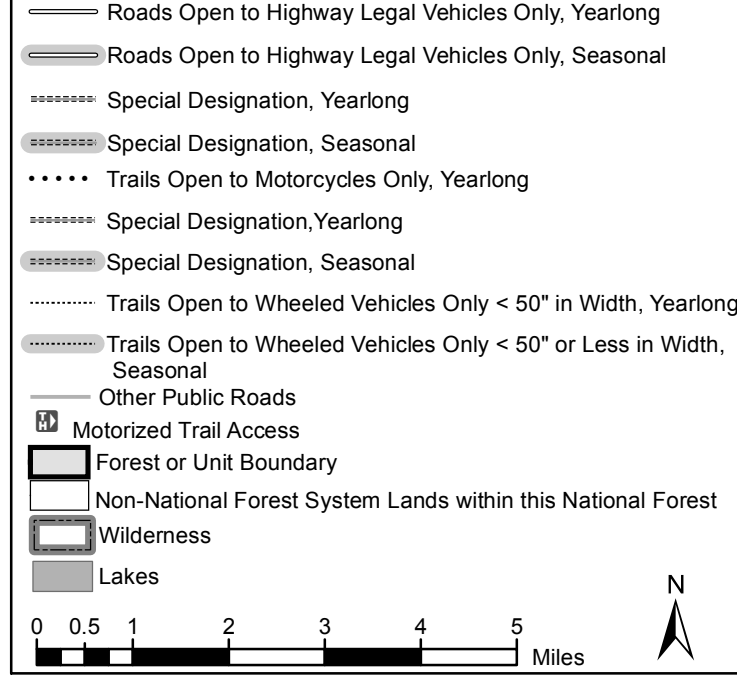 Roads Open to Highway Legal Vehicles Only, Yearlong
Roads Open to Highway Legal Vehicles Only, Seasonal
Special Designation, Yearlong
Special Designation, Seasonal
Trails Open to Motorcycles Only, Yearlong
Special Designation,Yearlong
Special Designation, Seasonal
Trails Open to Wheeled Vehicles Only < 50" in Width, Yearlong
Trails Open to Wheeled Vehicles Only < 50" or Less in Width,
Seasonal
Other Public Roads
TH Motorized Trail Access
Forest or Unit Boundary
Non-National Forest System Lands within this National Forest
Wilderness
Lakes
N
0 0.5 1 2 3 4 5
Miles